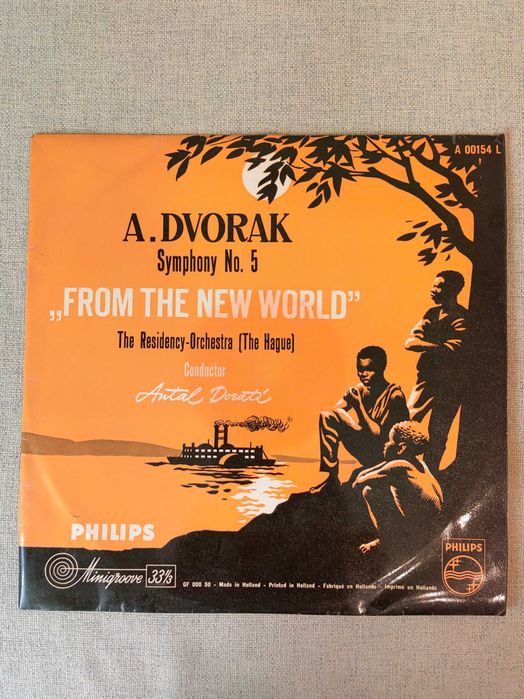 A 00154 L
A. DVORAK
Symphony No. 5
„FROM THE NEW WORLD”
The Residency-Orchestra (The Hague)
Conductor
Antal Dorati
PHILIPS
Minigroove 33⅓
GF 000 50 - Made in Holland - Printed in Holland - Fabriqué en Hollande - Imprimé en Hollande
PHILIPS